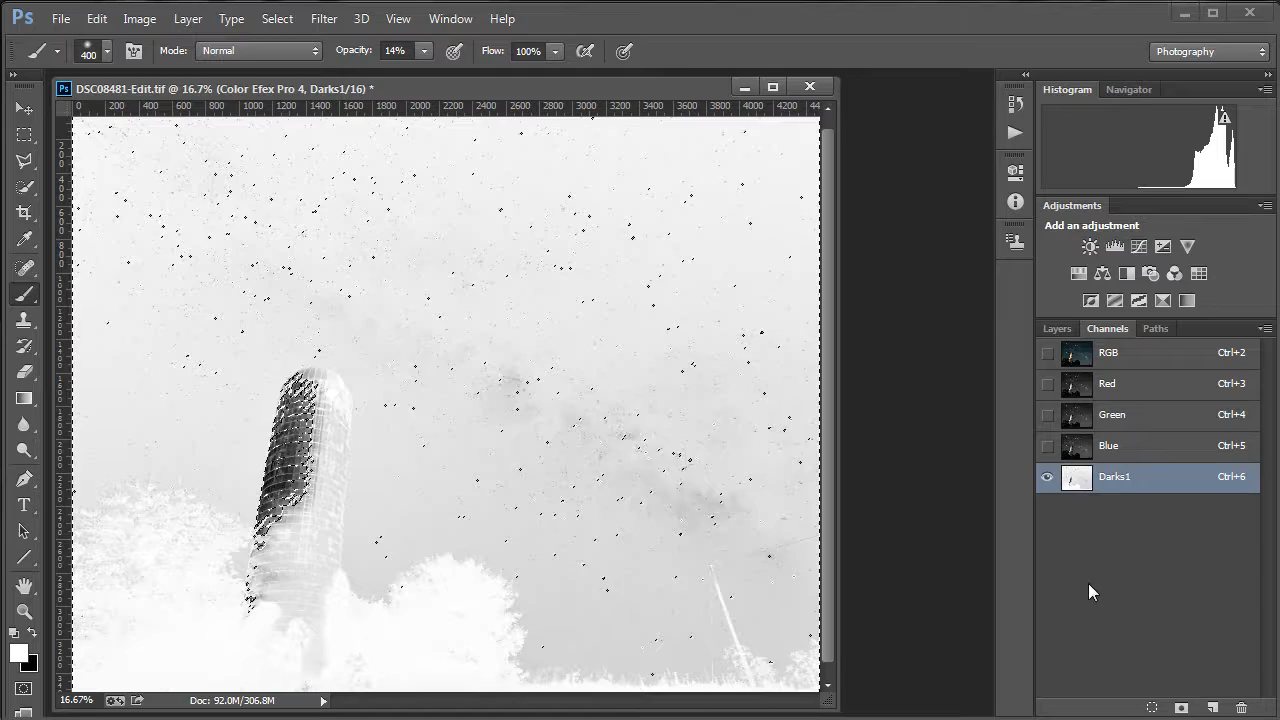 Ps File Edit Image Layer Type Select Filter 3D View Window Help
400 Mode: Normal Opacity: 14% Flow: 100% Photography
Ps DSC08481-Edit.tif @ 16.7% (Color Efex Pro 4, Darks1/16) *
0 200 400 600 800 1000 1200 1400 1600 1800 2000 2200 2400 2600 2800 3000 3200 3400 3600 3800 4000 4200 44
Histogram Navigator
Adjustments
Add an adjustment
Layers Channels Paths
RGB Ctrl+2
Red Ctrl+3
Green Ctrl+4
Blue Ctrl+5
Darks1 Ctrl+6
16.67% Doc: 92.0M/306.8M